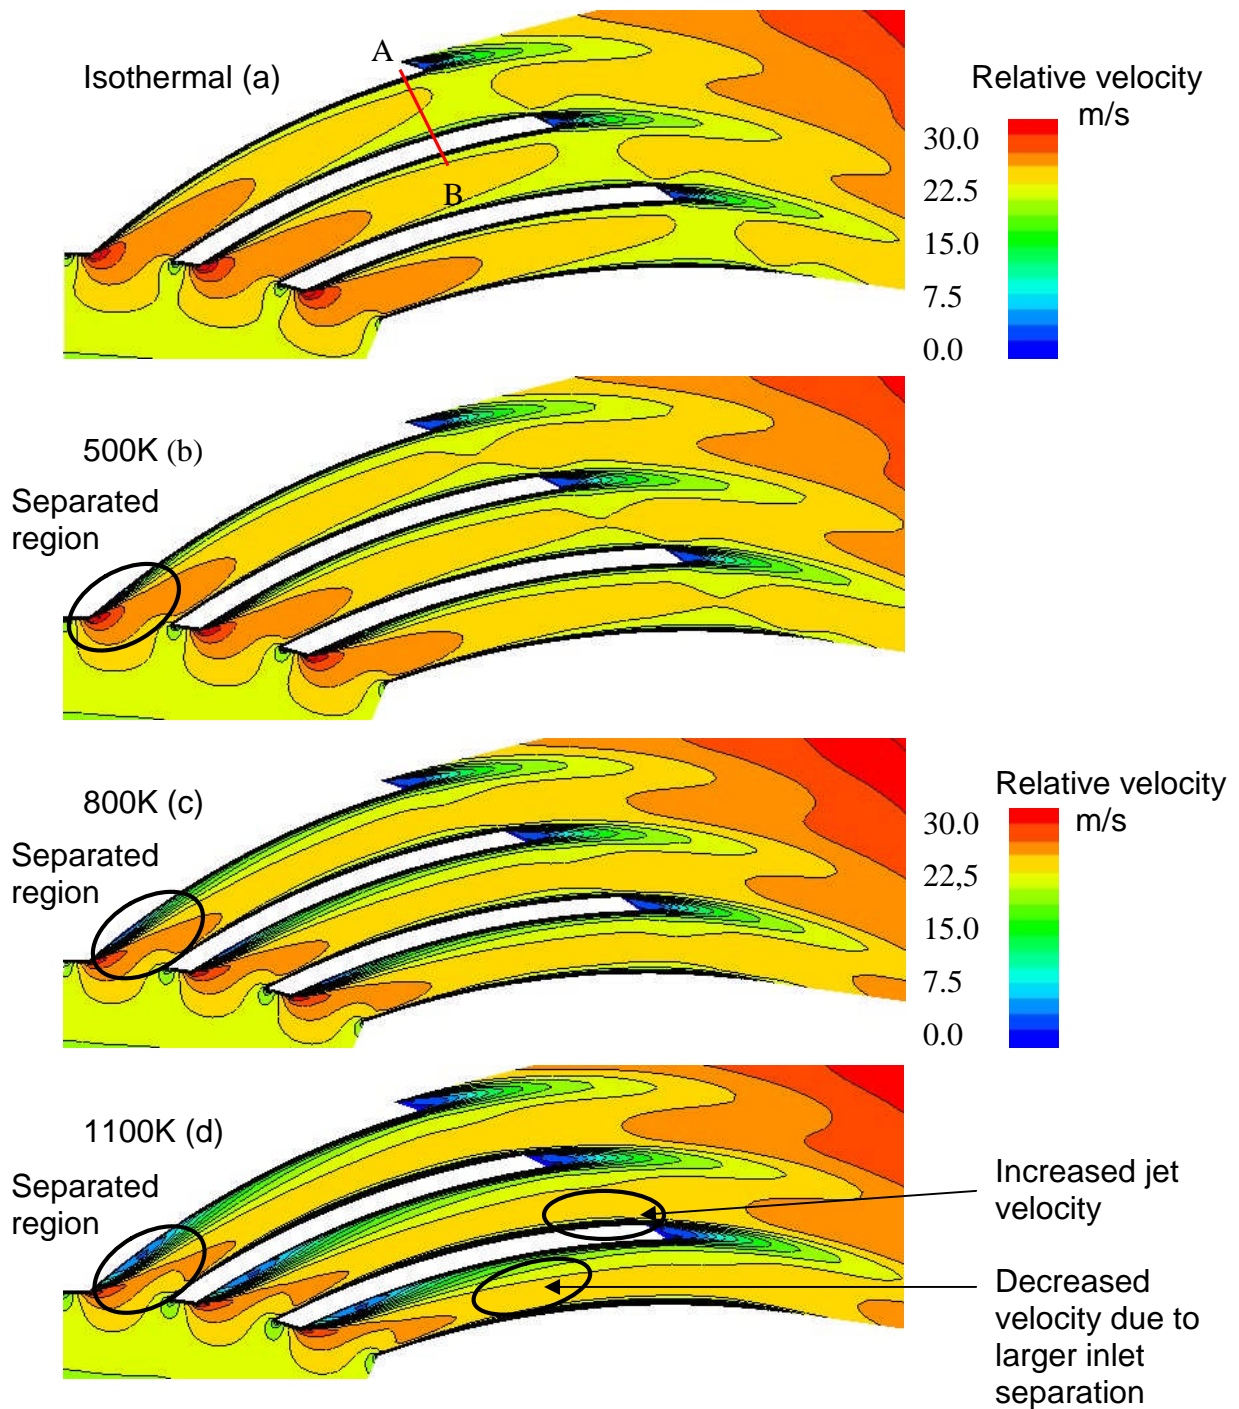 A
Isothermal (a)
B
Relative velocity
m/s
30.0
22.5
15.0
7.5
0.0
500K (b)
Separated
region
800K (c)
Separated
region
Relative velocity
m/s
30.0
22,5
15.0
7.5
0.0
1100K (d)
Separated
region
Increased jet
velocity
Decreased
velocity due to
larger inlet
separation